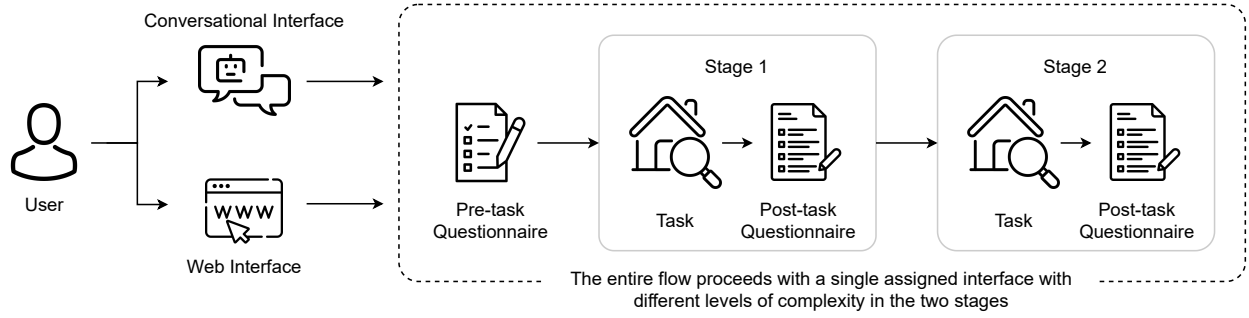 Conversational Interface
User
WWW
Web Interface
Pre-task
Questionnaire
Stage 1
Task
Post-task
Questionnaire
Stage 2
Task
Post-task
Questionnaire
The entire flow proceeds with a single assigned interface with
different levels of complexity in the two stages